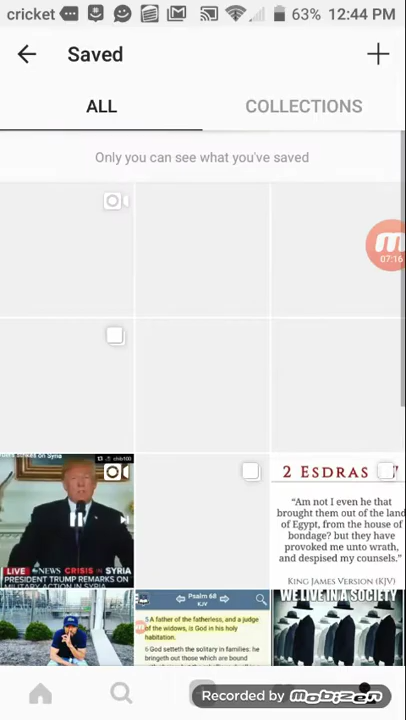 cricket 63% 12:44 PM
Saved
ALL COLLECTIONS
Only you can see what you've saved
07:16
on Syria
2 ESDRAS
"Am not I even he that
brought them out of the land
of Egypt, from the house of
bondage? but they have
provoked me unto wrath,
and despised my counsels.
KING JAMES VERSION (KJV)
LIVE abc NEWS CRISIS IN SYRIA
PRESIDENT TRUMP REMARKS ON
MILITARY ACTION IN SYRIA
Psalm 68
KJV
5 A father of the fatherless, and a judge
of the widows, is God in his holy
habitation.
6 God setteth the solitary in families: he
bringeth out those which are bound
WE LIVE IN A SOCIETY
Recorded by mobizen